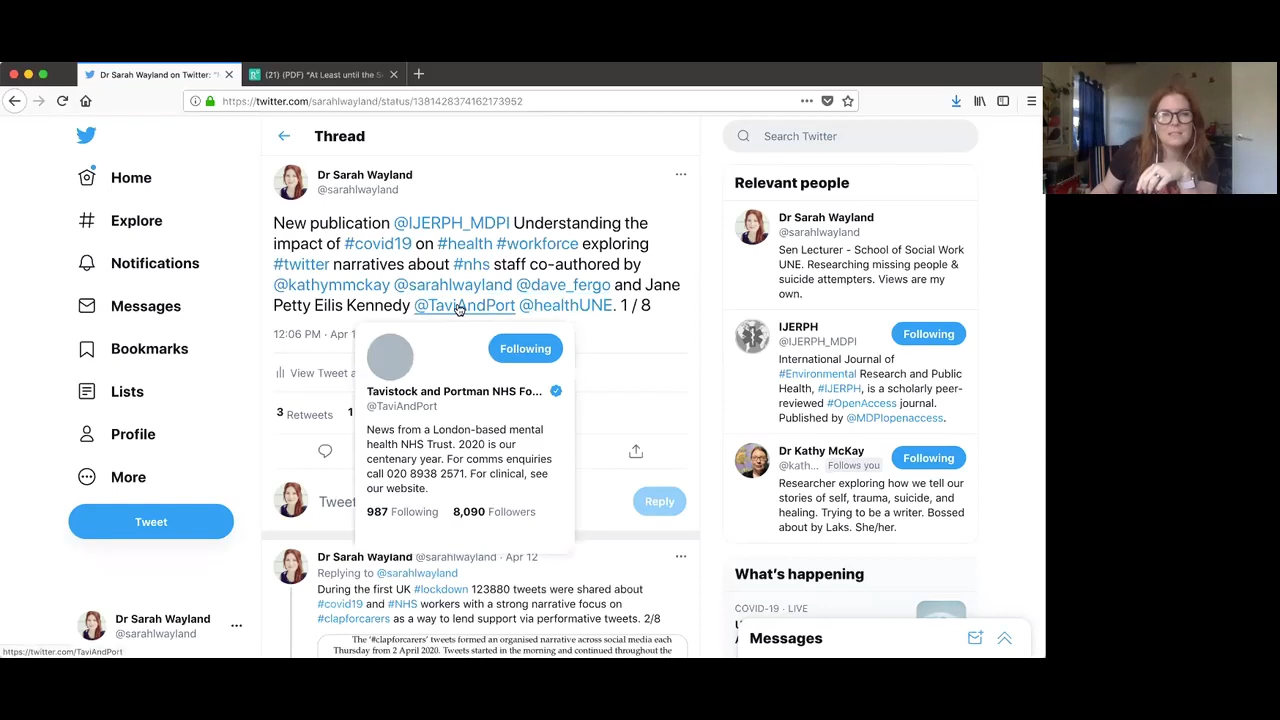 Dr Sarah Wayland on Twitter: "
(21) (PDF) "At Least until the S
https://twitter.com/sarahlwayland/status/1381428374162173952
Home
Explore
Notifications
Messages
Bookmarks
Lists
Profile
More
Tweet
Dr Sarah Wayland
@sarahlwayland
Thread
Dr Sarah Wayland
@sarahlwayland
New publication @IJERPH_MDPI Understanding the
impact of #covid19 on #health #workforce exploring
#twitter narratives about #nhs staff co-authored by
@kathymmckay @sarahlwayland @dave_fergo and Jane
Petty Eilis Kennedy @TaviAndPort @healthUNE. 1 / 8
12:06 PM · Apr 1
View Tweet a
3 Retweets 1
Tweet
Reply
Following
Tavistock and Portman NHS Fo...
@TaviAndPort
News from a London-based mental
health NHS Trust. 2020 is our
centenary year. For comms enquiries
call 020 8938 2571. For clinical, see
our website.
987 Following 8,090 Followers
Dr Sarah Wayland @sarahlwayland · Apr 12
Replying to @sarahlwayland
During the first UK #lockdown 123880 tweets were shared about
#covid19 and #NHS workers with a strong narrative focus on
#clapforcarers as a way to lend support via performative tweets. 2/8
The '#clapforcarers' tweets formed an organised narrative across social media each
Thursday from 2 April 2020. Tweets started in the morning and continued throughout the
Search Twitter
Relevant people
Dr Sarah Wayland
@sarahlwayland
Sen Lecturer - School of Social Work
UNE. Researching missing people &
suicide attempters. Views are my
own.
IJERPH
@IJERPH_MDPI
Following
International Journal of
#Environmental Research and Public
Health, #IJERPH, is a scholarly peer-
reviewed #OpenAccess journal.
Published by @MDPIopenaccess.
Dr Kathy McKay
@kath... Follows you
Following
Researcher exploring how we tell our
stories of self, trauma, suicide, and
healing. Trying to be a writer. Bossed
about by Laks. She/her.
What's happening
COVID-19 · LIVE
Messages
https://twitter.com/TaviAndPort